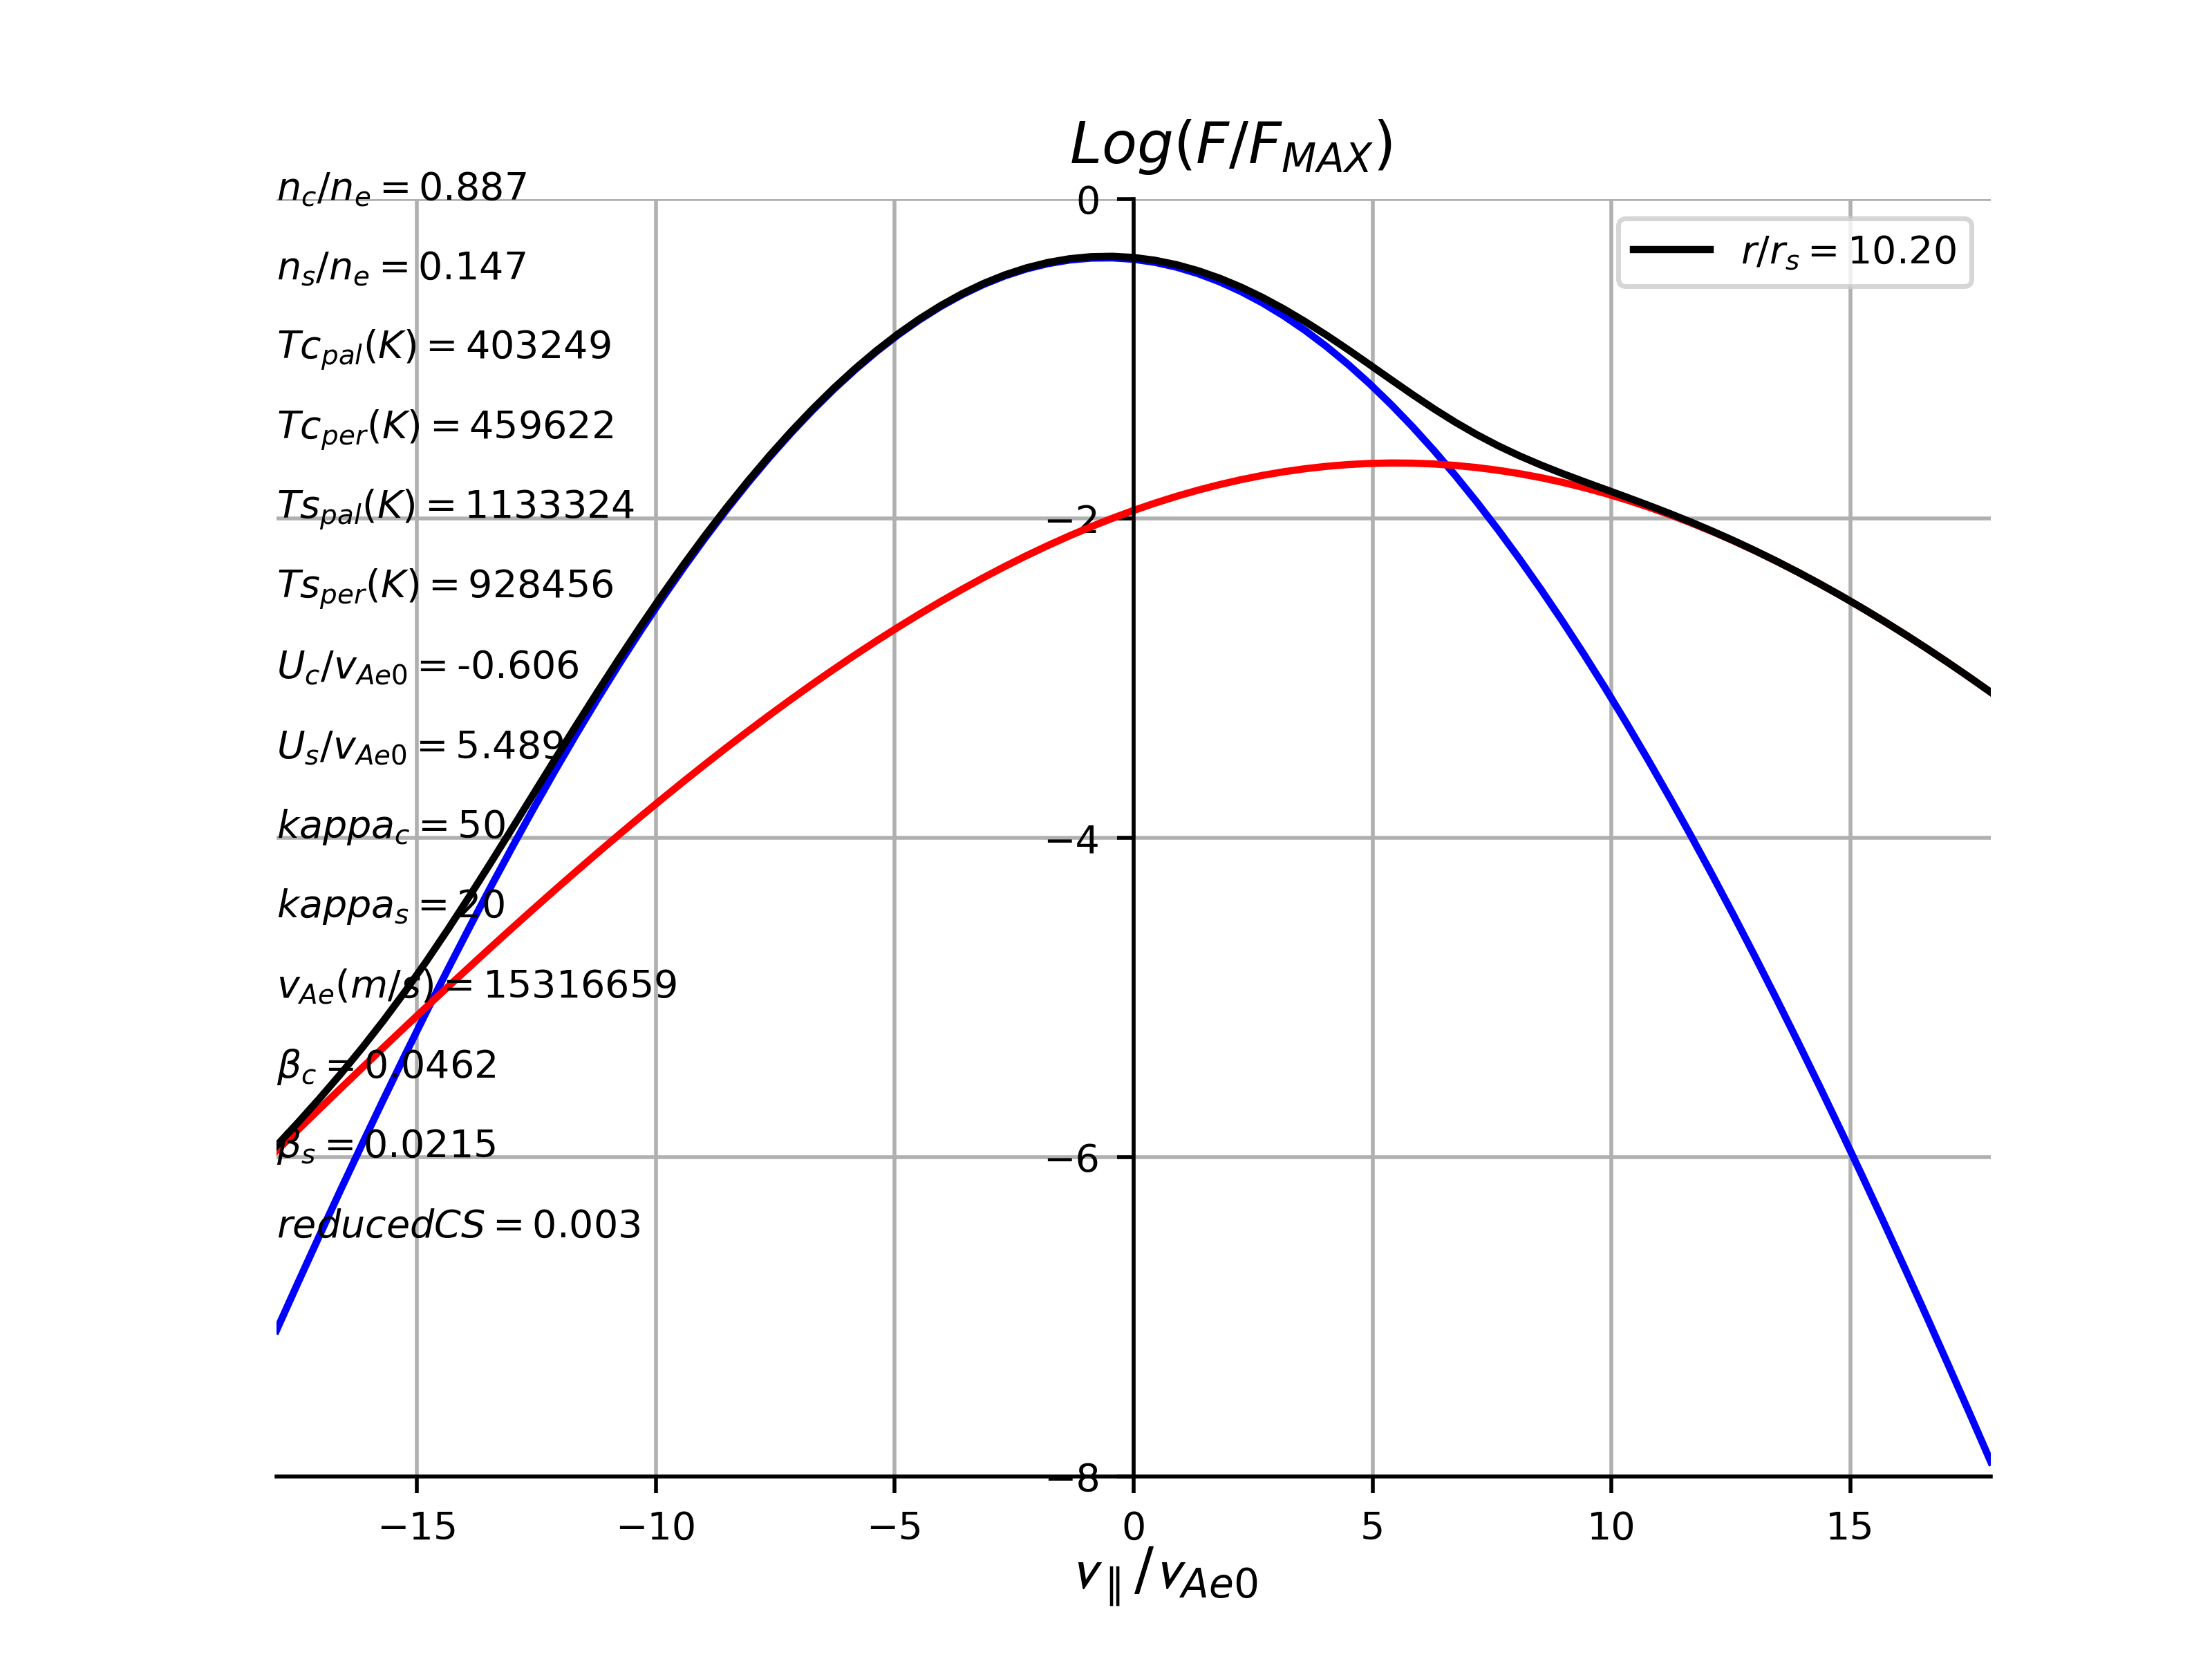 Log(F/F_MAX)
n_c/n_e = 0.887
n_s/n_e = 0.147
Tc_pal(K) = 403249
Tc_per(K) = 459622
Ts_pal(K) = 1133324
Ts_per(K) = 928456
U_c/v_Ae0 = -0.606
U_s/v_Ae0 = 5.489
kappa_c = 50
kappa_s = 20
v_Ae(m/s) = 15316659
β_c = 0.0462
β_s = 0.0215
reducedCS = 0.003
r/r_s = 10.20
0
−2
−4
−6
−8
−15 −10 −5 0 5 10 15
v_∥/v_Ae0